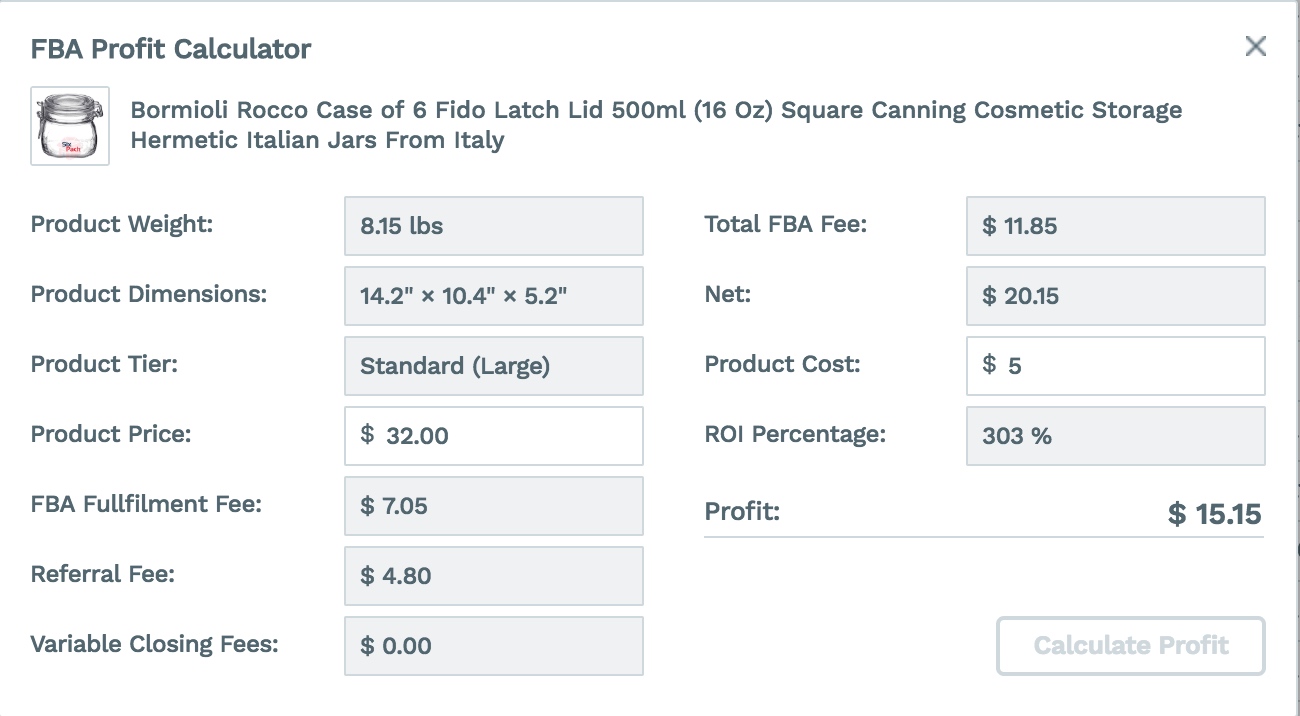 FBA Profit Calculator
Bormioli Rocco Case of 6 Fido Latch Lid 500ml (16 Oz) Square Canning Cosmetic Storage
Hermetic Italian Jars From Italy
Product Weight:
8.15 lbs
Product Dimensions:
14.2" × 10.4" × 5.2"
Product Tier:
Standard (Large)
Product Price:
$ 32.00
FBA Fullfilment Fee:
$ 7.05
Referral Fee:
$ 4.80
Variable Closing Fees:
$ 0.00
Total FBA Fee:
$ 11.85
Net:
$ 20.15
Product Cost:
$ 5
ROI Percentage:
303 %
Profit:
$ 15.15
Calculate Profit